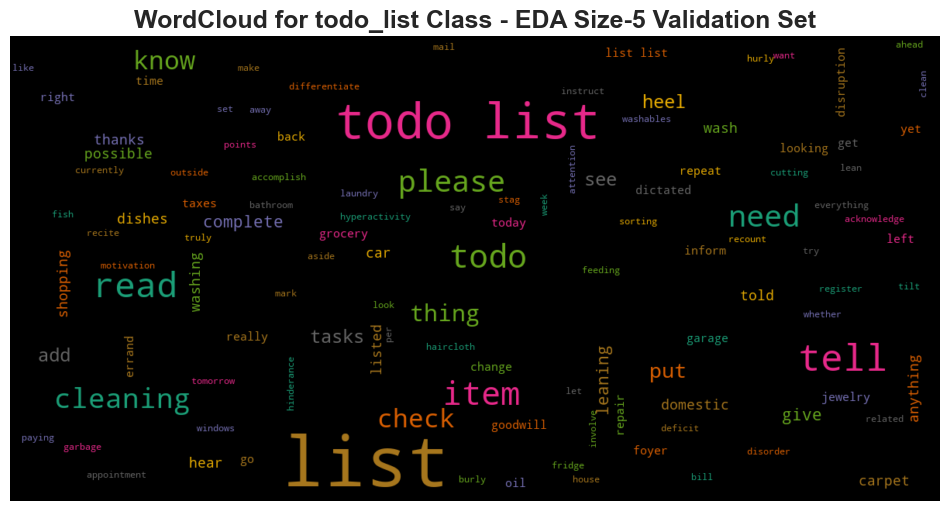 WordCloud for todo_list Class - EDA Size-5 Validation Set
mail
ahead
know
list list
hurly
want
like
make
time
disruption
clean
differentiate
instruct
right
set
away
todo list
heel
washables
wash
yet
thanks
points
back
looking
get
possible
currently
outside
accomplish
please
attention
see
repeat
cutting
lean
dictated
taxes
bathroom
laundry
stag
week
everything
fish
dishes
complete
hyperactivity
say
today
sorting
need
acknowledge
recite
truly
grocery
recount
left
shopping
motivation
washing
aside
car
todo
inform
try
feeding
read
mark
told
register
tilt
look
thing
whether
add
errand
really
tasks
listed
per
garage
haircloth
tell
tomorrow
hinderance
change
leaning
put
anything
cleaning
item
let
repair
domestic
jewelry
check
goodwill
involve
give
related
paying
windows
deficit
garbage
list
foyer
disorder
hear
go
fridge
appointment
burly
oil
house
bill
carpet